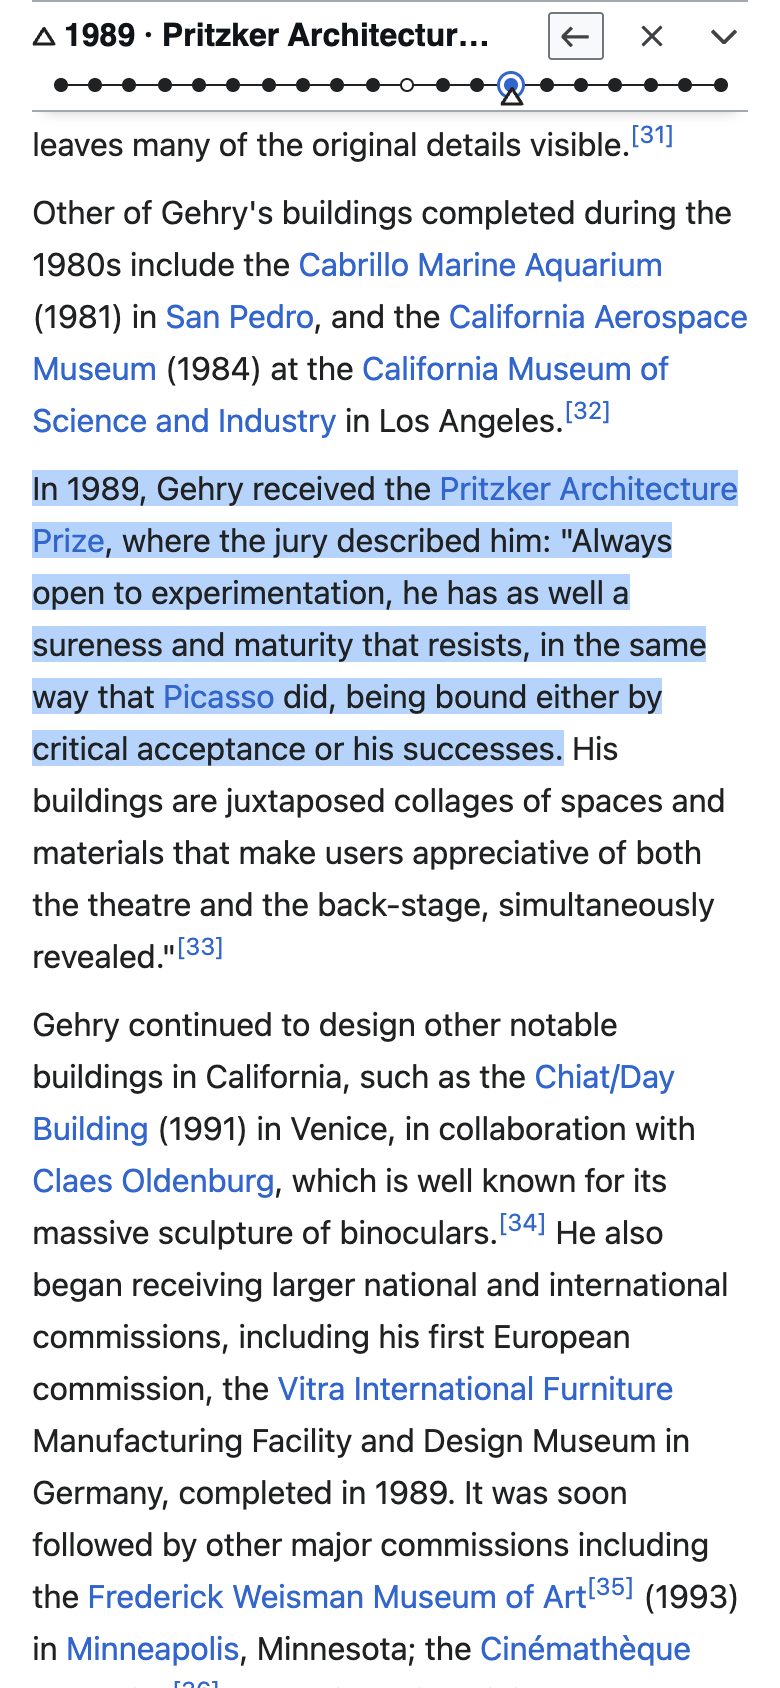 △ 1989 · Pritzker Architectur...
leaves many of the original details visible.[31]
Other of Gehry's buildings completed during the
1980s include the Cabrillo Marine Aquarium
(1981) in San Pedro, and the California Aerospace
Museum (1984) at the California Museum of
Science and Industry in Los Angeles.[32]
In 1989, Gehry received the Pritzker Architecture
Prize, where the jury described him: "Always
open to experimentation, he has as well a
sureness and maturity that resists, in the same
way that Picasso did, being bound either by
critical acceptance or his successes. His
buildings are juxtaposed collages of spaces and
materials that make users appreciative of both
the theatre and the back-stage, simultaneously
revealed."[33]
Gehry continued to design other notable
buildings in California, such as the Chiat/Day
Building (1991) in Venice, in collaboration with
Claes Oldenburg, which is well known for its
massive sculpture of binoculars.[34] He also
began receiving larger national and international
commissions, including his first European
commission, the Vitra International Furniture
Manufacturing Facility and Design Museum in
Germany, completed in 1989. It was soon
followed by other major commissions including
the Frederick Weisman Museum of Art[35] (1993)
in Minneapolis, Minnesota; the Cinémathèque